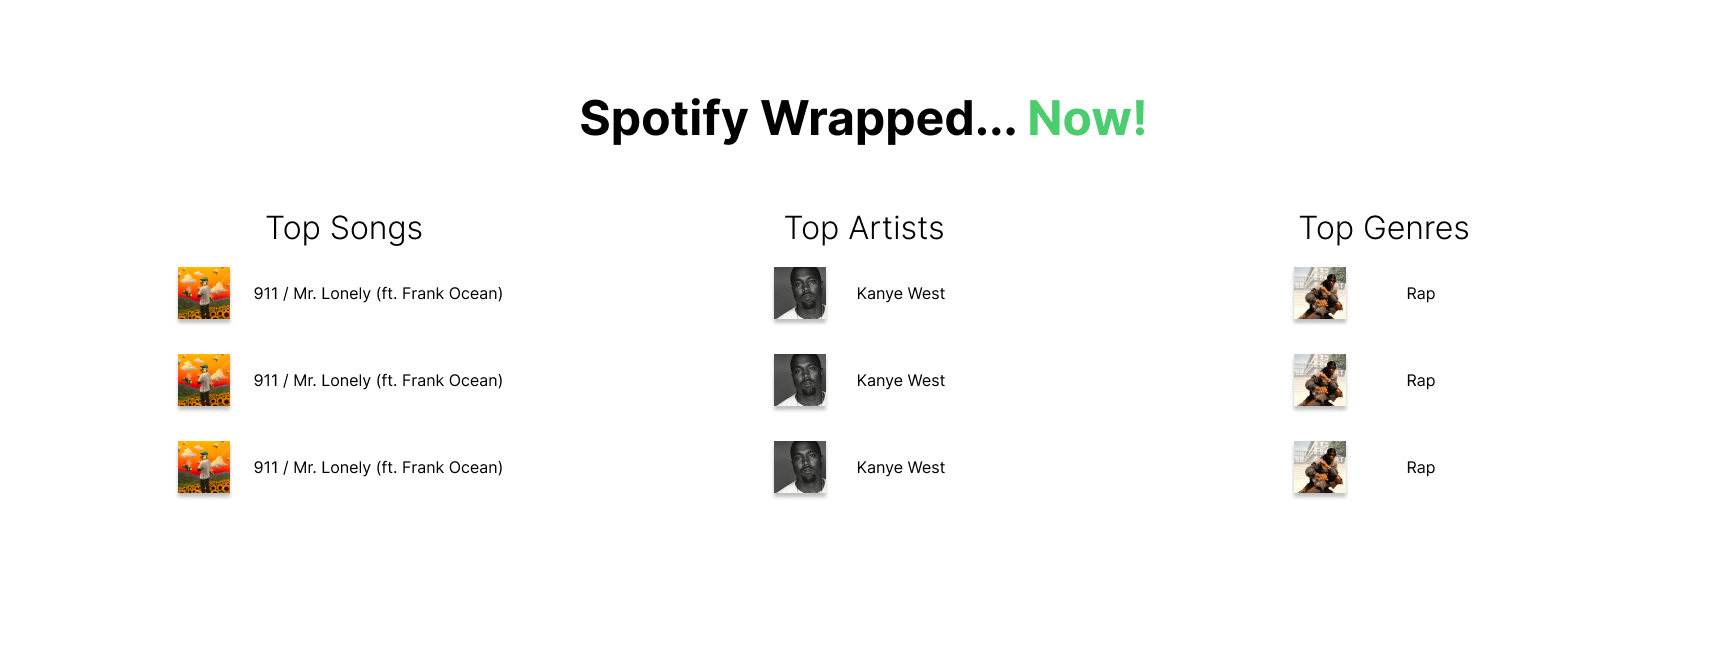 Spotify Wrapped... Now!
Top Songs
911 / Mr. Lonely (ft. Frank Ocean)
911 / Mr. Lonely (ft. Frank Ocean)
911 / Mr. Lonely (ft. Frank Ocean)
Top Artists
Kanye West
Kanye West
Kanye West
Top Genres
Rap
Rap
Rap